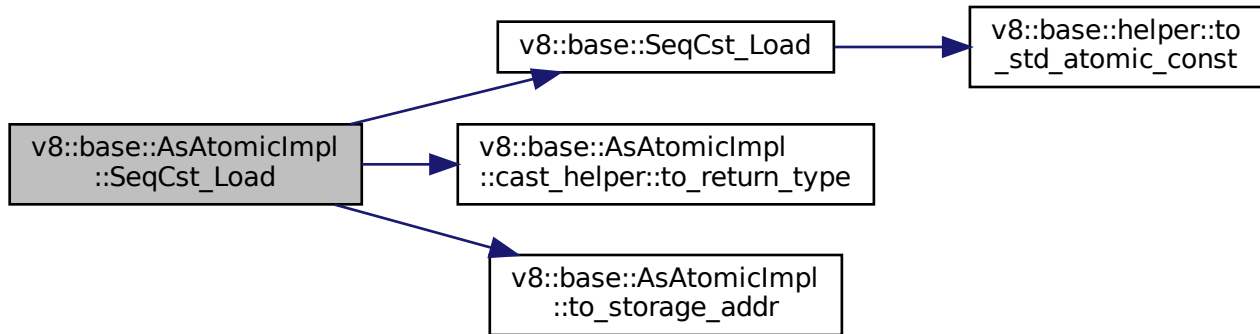 v8::base::AsAtomicImpl
::SeqCst_Load
v8::base::SeqCst_Load
v8::base::helper::to
_std_atomic_const
v8::base::AsAtomicImpl
::cast_helper::to_return_type
v8::base::AsAtomicImpl
::to_storage_addr